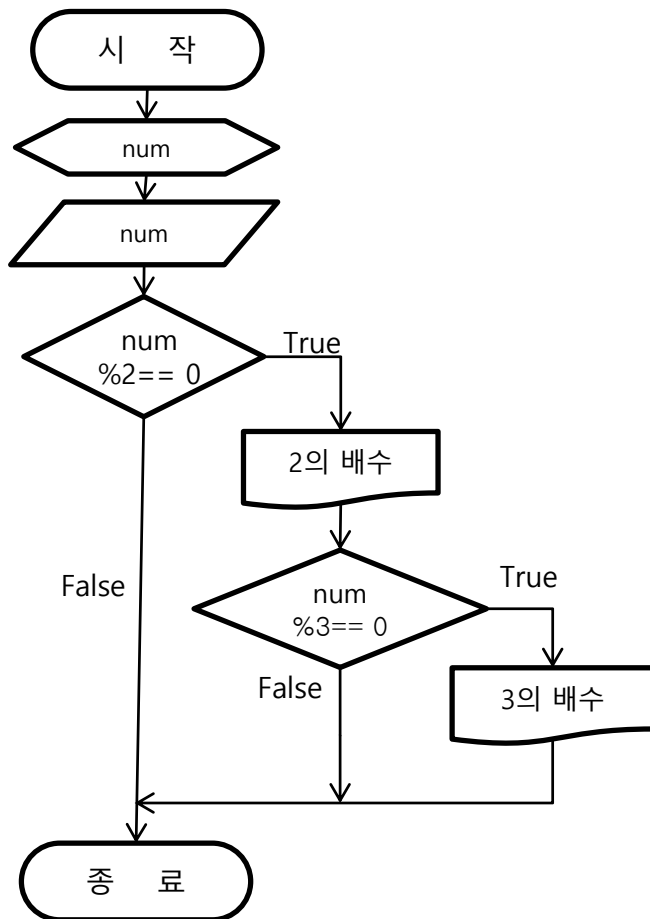 시 작
num
num
num
%2== 0
True
2의 배수
False
num
%3== 0
True
False
3의 배수
종 료